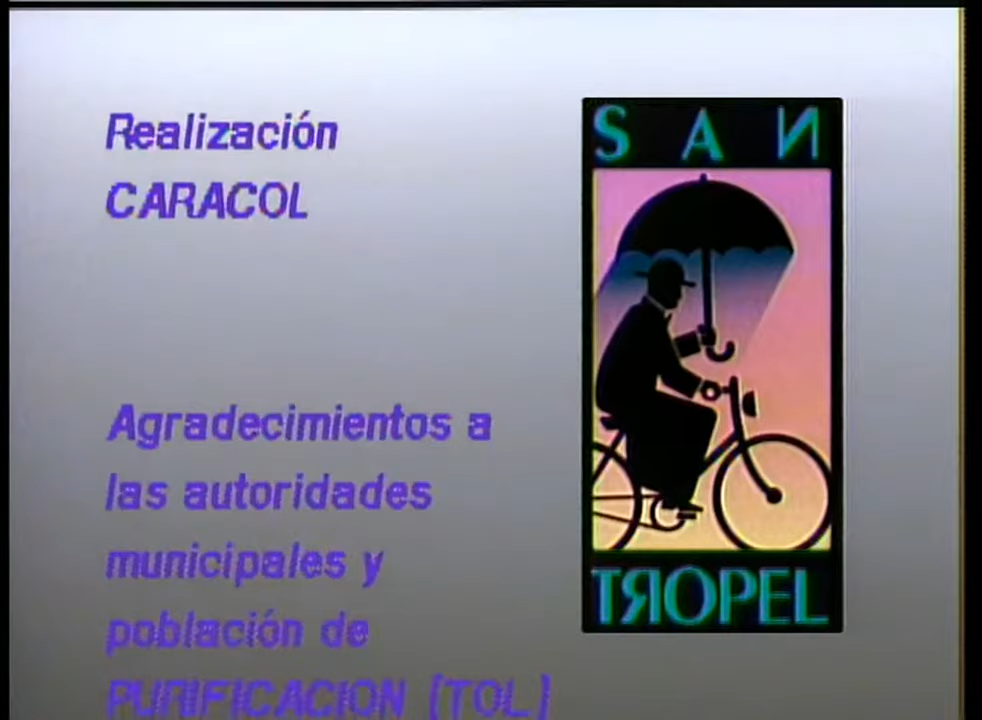 Realización
CARACOL
Agradecimientos a
las autoridades
municipales y
población de
PURIFICACION [TOL]
SAN
TROPEL